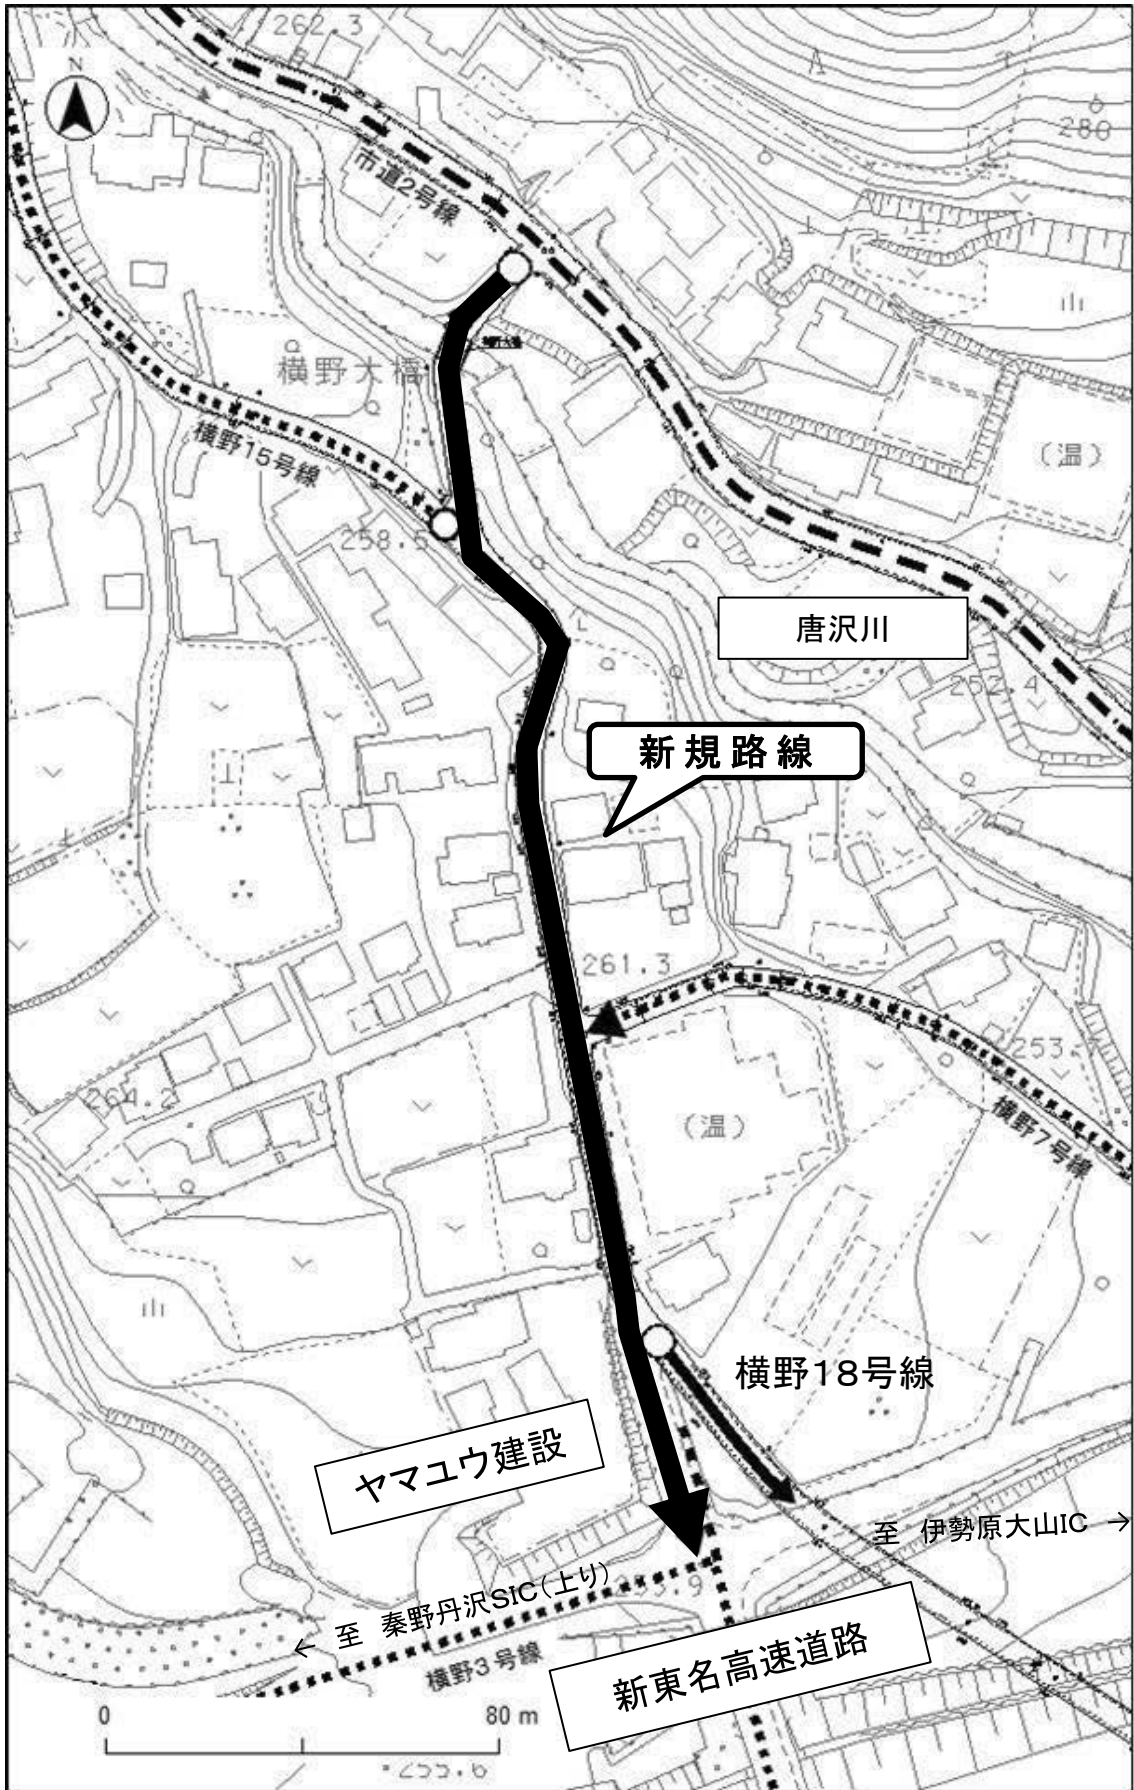 262.3
N
280
市道2号線
横野大橋
横野15号線
(温)
258.5
唐沢川
252.4
新規路線
261.3
253.
264.2
横野7号線
(温)
横野18号線
ヤマユウ建設
至 伊勢原大山IC →
← 至 秦野丹沢SIC(上り)
横野3号線
新東名高速道路
0 80 m
255.6